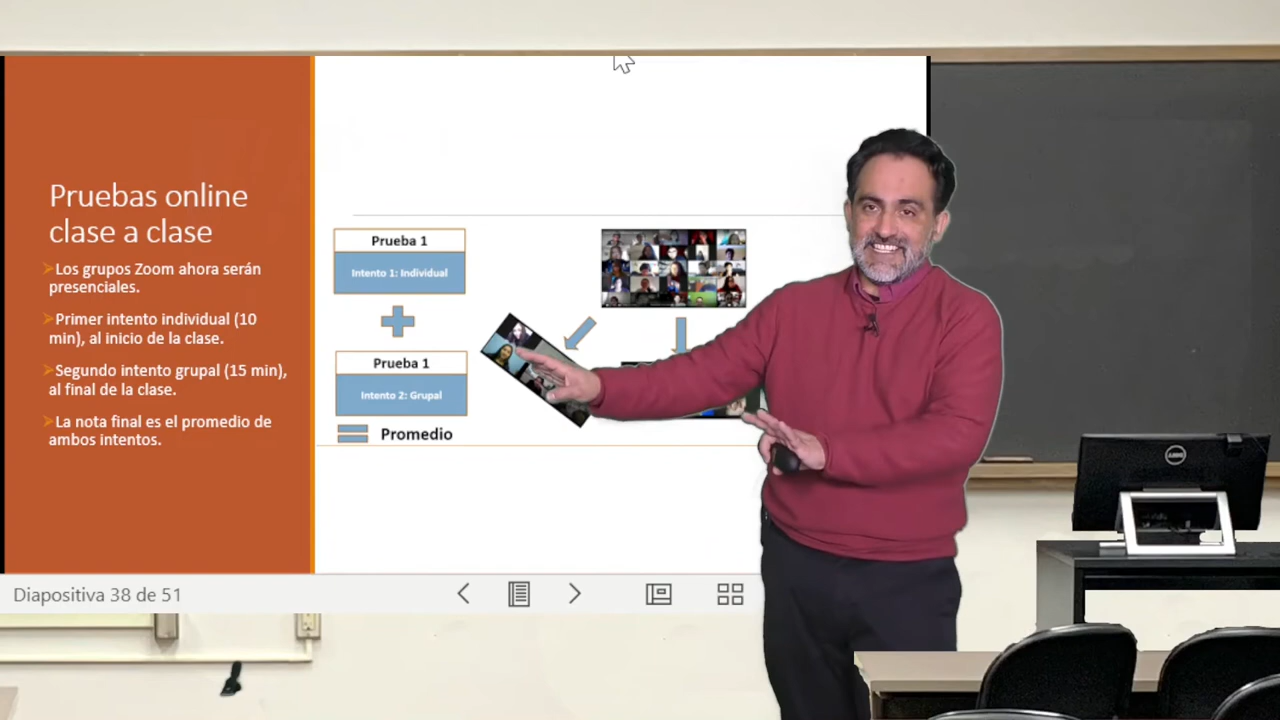 Pruebas online
clase a clase
Los grupos Zoom ahora serán
presenciales.
Primer intento individual (10
min), al inicio de la clase.
Segundo intento grupal (15 min),
al final de la clase.
La nota final es el promedio de
ambos intentos.
Prueba 1
Intento 1: Individual
Prueba 1
Intento 2: Grupal
Promedio
Diapositiva 38 de 51
DELL